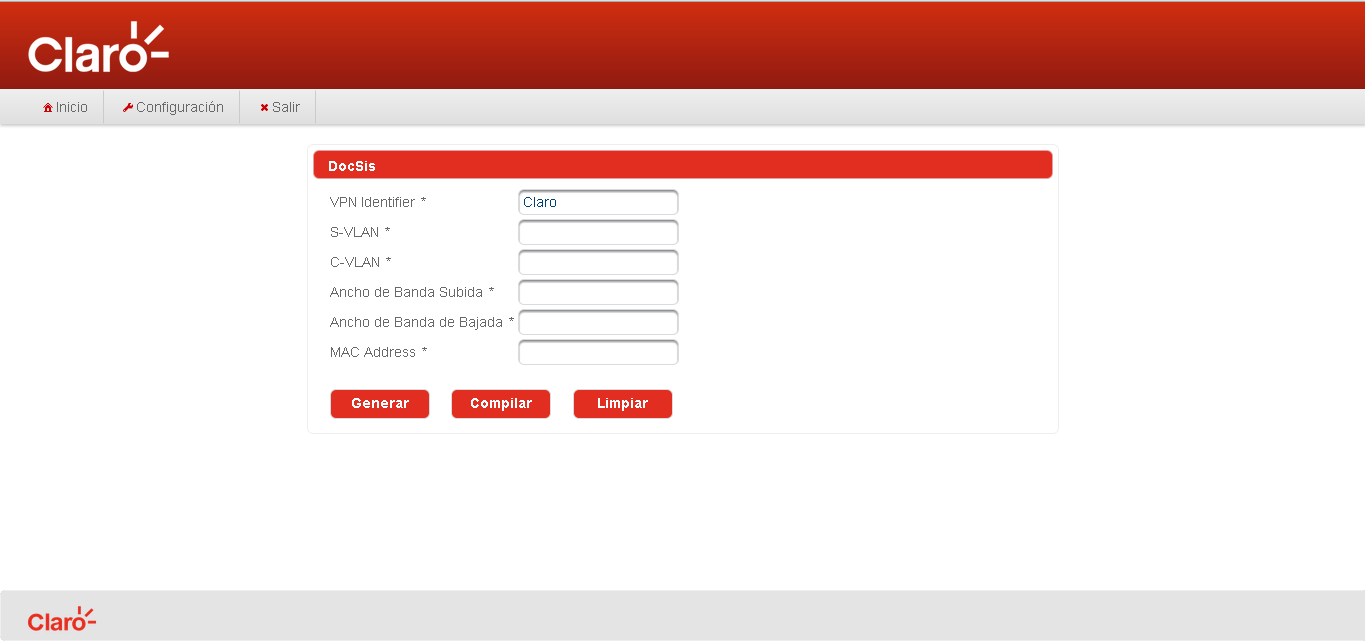 Claro
Inicio
Configuración
Salir
DocSis
VPN Identifier *
Claro
S-VLAN *
C-VLAN *
Ancho de Banda Subida *
Ancho de Banda de Bajada *
MAC Address *
Generar
Compilar
Limpiar
Claro